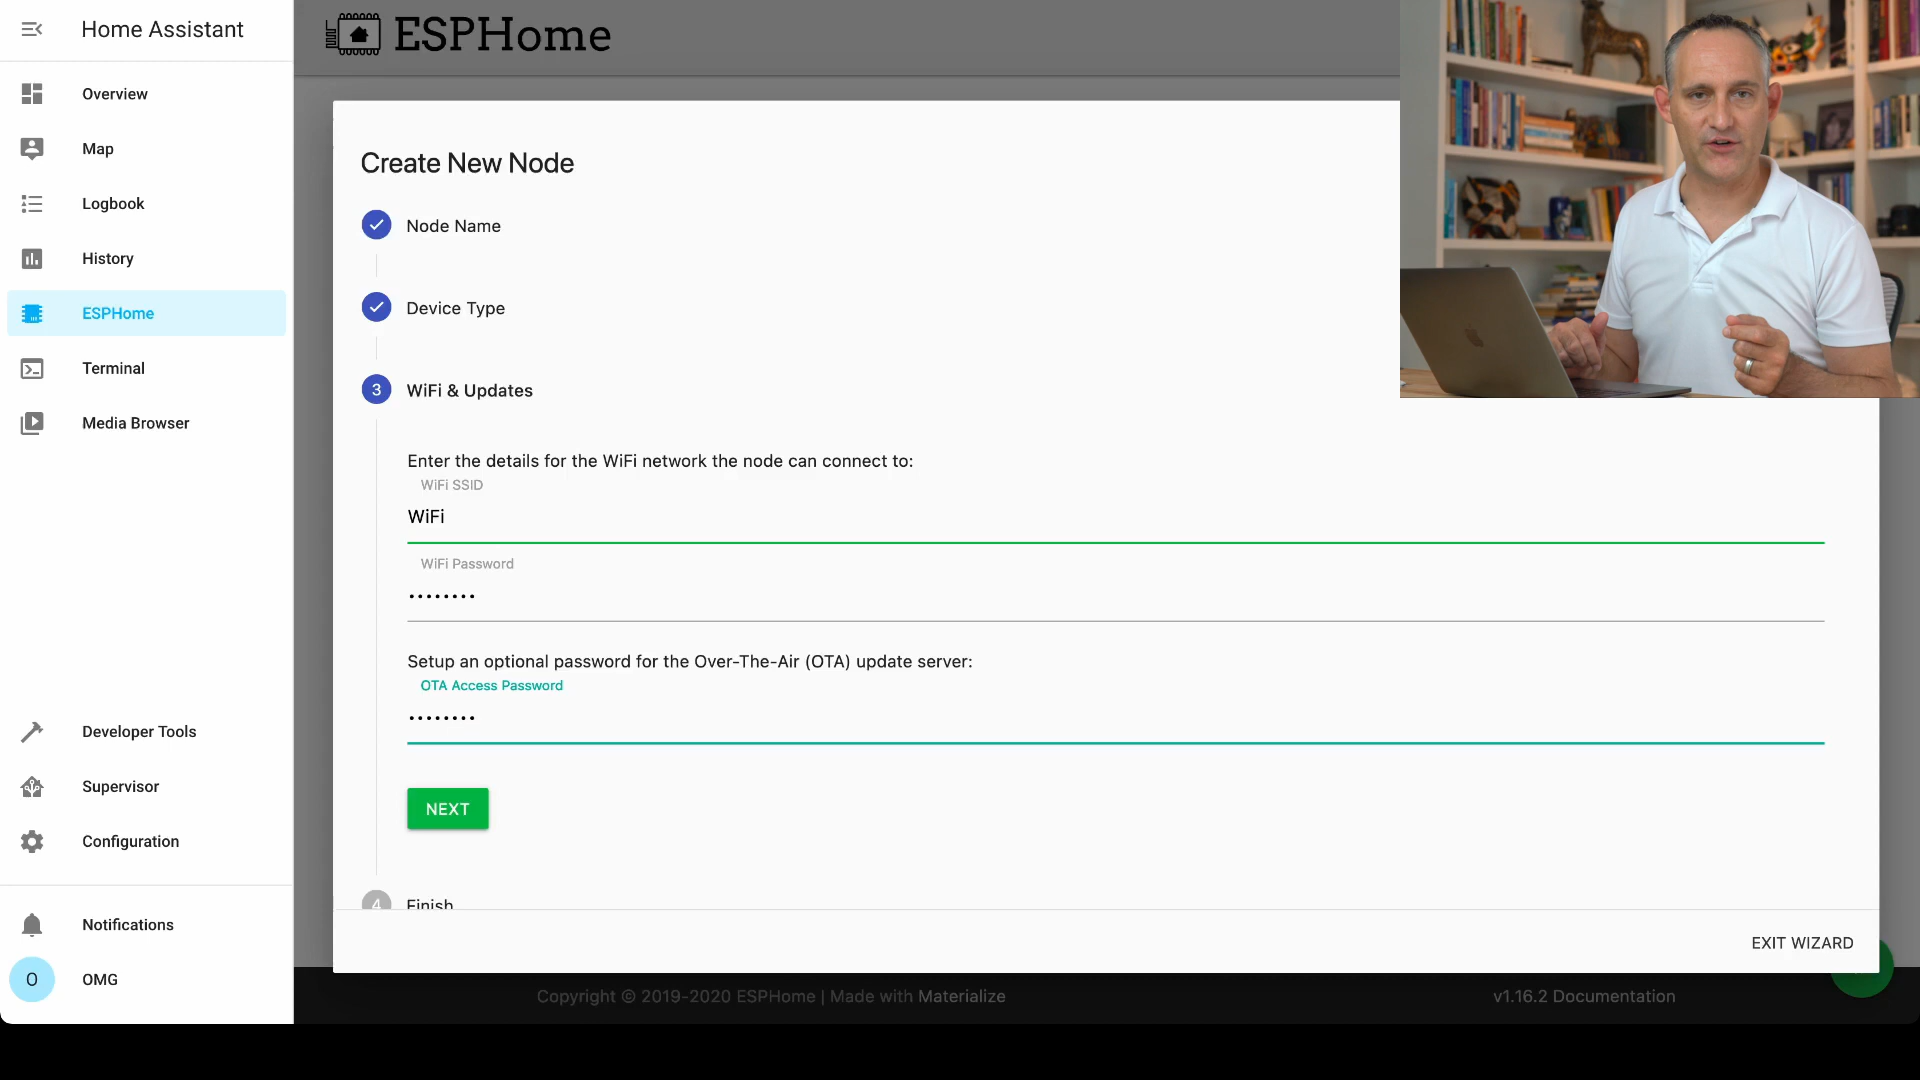 Home Assistant
Overview
Map
Logbook
History
ESPHome
Terminal
Media Browser
Developer Tools
Supervisor
Configuration
Notifications
O
OMG
ESPHome
Create New Node
Node Name
Device Type
3
WiFi & Updates
Enter the details for the WiFi network the node can connect to:
WiFi SSID
WiFi
WiFi Password
••••••••
Setup an optional password for the Over-The-Air (OTA) update server:
OTA Access Password
••••••••
NEXT
4
Finish
EXIT WIZARD
Copyright © 2019-2020 ESPHome | Made with Materialize
v1.16.2 Documentation